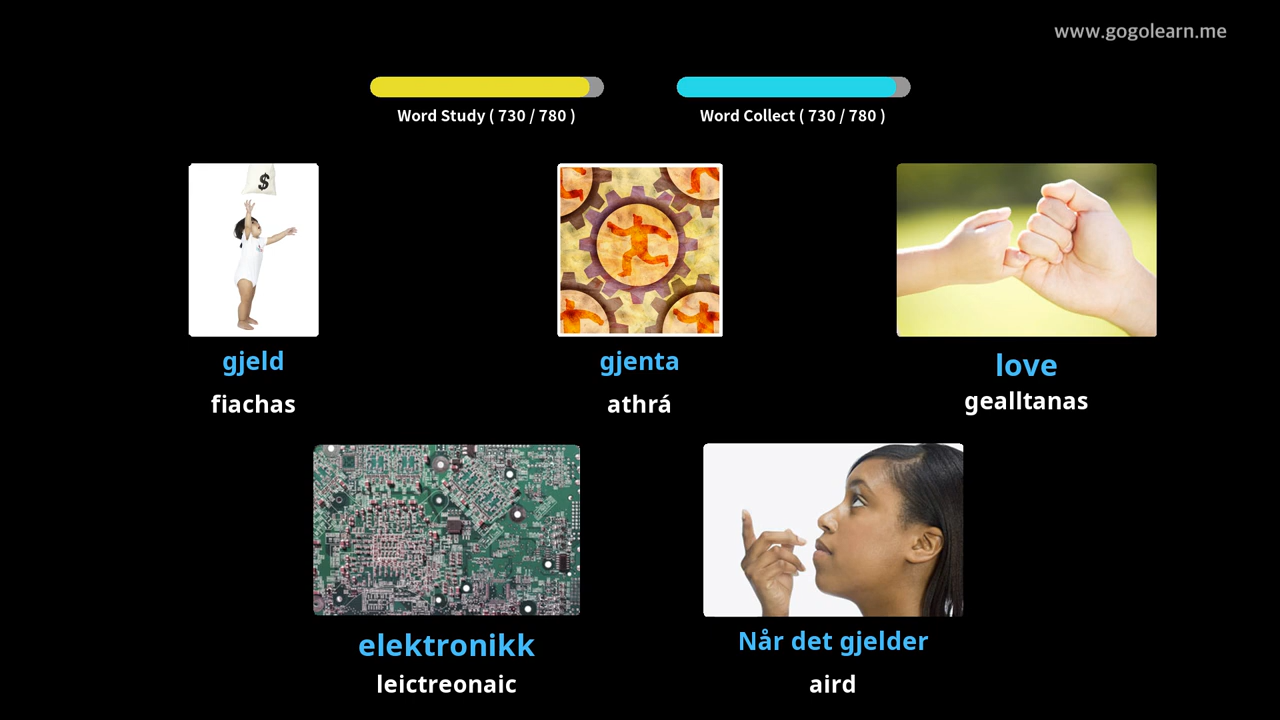 www.gogolearn.me
Word Study ( 730 / 780 )
Word Collect ( 730 / 780 )
$
gjeld
fiachas
gjenta
athrá
love
gealltanas
elektronikk
leictreonaic
Når det gjelder
aird